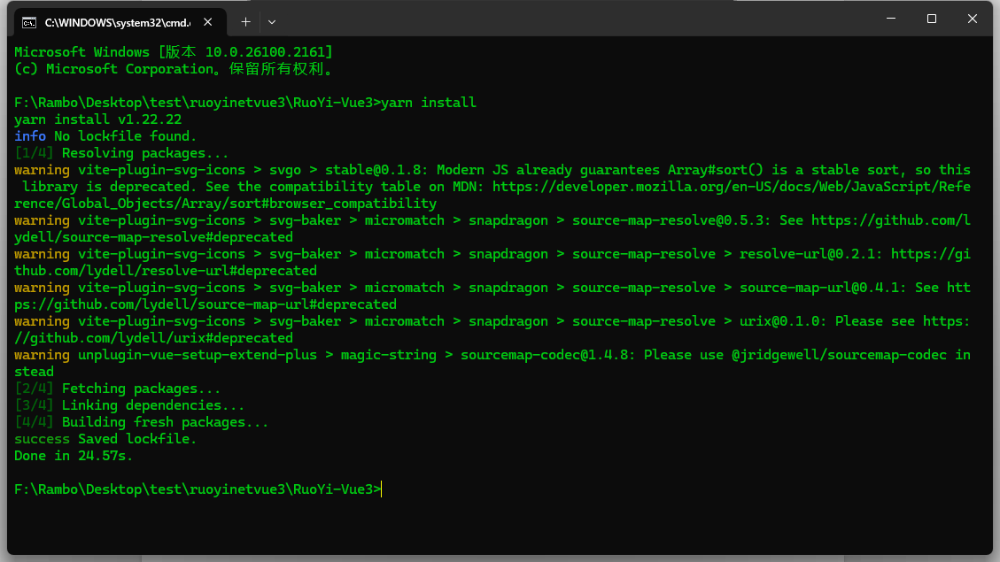 C:\WINDOWS\system32\cmd.
Microsoft Windows [版本 10.0.26100.2161]
(c) Microsoft Corporation。保留所有权利。
F:\Rambo\Desktop\test\ruoyinetvue3\RuoYi-Vue3>yarn install
yarn install v1.22.22
info No lockfile found.
[1/4] Resolving packages...
warning vite-plugin-svg-icons > svgo > stable@0.1.8: Modern JS already guarantees Array#sort() is a stable sort, so this
 library is deprecated. See the compatibility table on MDN: https://developer.mozilla.org/en-US/docs/Web/JavaScript/Refe
rence/Global_Objects/Array/sort#browser_compatibility
warning vite-plugin-svg-icons > svg-baker > micromatch > snapdragon > source-map-resolve@0.5.3: See https://github.com/l
ydell/source-map-resolve#deprecated
warning vite-plugin-svg-icons > svg-baker > micromatch > snapdragon > source-map-resolve > resolve-url@0.2.1: https://gi
thub.com/lydell/resolve-url#deprecated
warning vite-plugin-svg-icons > svg-baker > micromatch > snapdragon > source-map-resolve > source-map-url@0.4.1: See htt
ps://github.com/lydell/source-map-url#deprecated
warning vite-plugin-svg-icons > svg-baker > micromatch > snapdragon > source-map-resolve > urix@0.1.0: Please see https:
//github.com/lydell/urix#deprecated
warning unplugin-vue-setup-extend-plus > magic-string > sourcemap-codec@1.4.8: Please use @jridgewell/sourcemap-codec in
stead
[2/4] Fetching packages...
[3/4] Linking dependencies...
[4/4] Building fresh packages...
success Saved lockfile.
Done in 24.57s.
F:\Rambo\Desktop\test\ruoyinetvue3\RuoYi-Vue3>